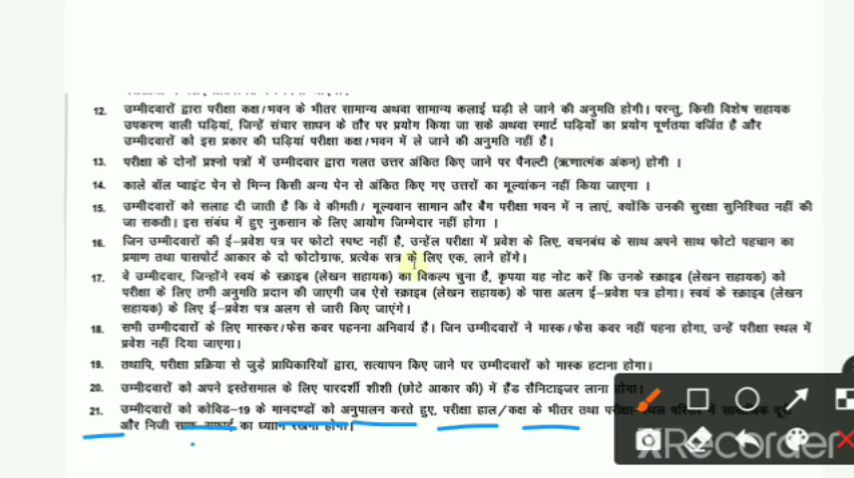 12. उम्मीदवारों द्वारा परीक्षा कक्ष/भवन के भीतर सामान्य अथवा सामान्य कलाई घड़ी ले जाने की अनुमति होगी। परन्तु, किसी विशेष सहायक
उपकरण वाली घड़ियां, जिन्हें संचार साधन के तौर पर प्रयोग किया जा सके अथवा स्मार्ट घड़ियों का प्रयोग पूर्णतया वर्जित है और
उम्मीदवारों को इस प्रकार की घड़ियां परीक्षा कक्ष/भवन में ले जाने की अनुमति नहीं है।
13. परीक्षा के दोनों प्रश्नो पत्रों में उम्मीदवार द्वारा गलत उत्तर अंकित किए जाने पर पैनल्टी (ऋणात्मक अंकन) होगी ।
14. काले बॉल प्वाइंट पेन से भिन्न किसी अन्य पेन से अंकित किए गए उत्तरों का मूल्यांकन नहीं किया जाएगा ।
15. उम्मीदवारों को सलाह दी जाती है कि वे कीमती/ मूल्यवान सामान और बैग परीक्षा भवन में न लाएं, क्योंकि उनकी सुरक्षा सुनिश्चित नहीं की
जा सकती। इस संबंध में हुए नुकसान के लिए आयोग जिम्मेदार नहीं होगा ।
16. जिन उम्मीदवारों की ई-प्रवेश पत्र पर फोटो स्पष्ट नहीं है, उन्हेंल परीक्षा में प्रवेश के लिए, वचनबंध के साथ अपने साथ फोटो पहचान का
प्रमाण तथा पासपोर्ट आकार के दो फोटोग्राफ, प्रत्येक सत्र के लिए एक, लाने होंगे।
17. वे उम्मीदवार, जिन्होंने स्वयं के स्क्राइब (लेखन सहायक) का विकल्प चुना है, कृपया यह नोट करें कि उनके स्क्राइब (लेखन सहायक) को
परीक्षा के लिए तभी अनुमति प्रदान की जाएगी जब ऐसे स्क्राइब (लेखन सहायक) के पास अलग ई-प्रवेश पत्र होगा। स्वयं के स्क्राइब (लेखन
सहायक) के लिए ई-प्रवेश पत्र अलग से जारी किए जाएंगे।
18. सभी उम्मीदवारों के लिए मास्कर/फेस कवर पहनना अनिवार्य है। जिन उम्मीदवारों ने मास्क/फेस कवर नहीं पहना होगा, उन्हें परीक्षा स्थल में
प्रवेश नहीं दिया जाएगा।
19. तथापि, परीक्षा प्रक्रिया से जुड़े प्राधिकारियों द्वारा, सत्यापन किए जाने पर उम्मीदवारों को मास्क हटाना होगा।
20. उम्मीदवारों को अपने इस्तेसमाल के लिए पारदर्शी शीशी (छोटे आकार की) में हैंड सैनिटाइजर लाना होगा।
21. उम्मीदवारों को कोविड-19 के मानदण्डों को अनुपालन करते हुए, परीक्षा हाल/कक्ष के भीतर तथा परीक्षा-स्थल परिसर में सामाजिक दूरी
और निजी साफ सफाई का ध्याान रखना होगा।
XRecorder